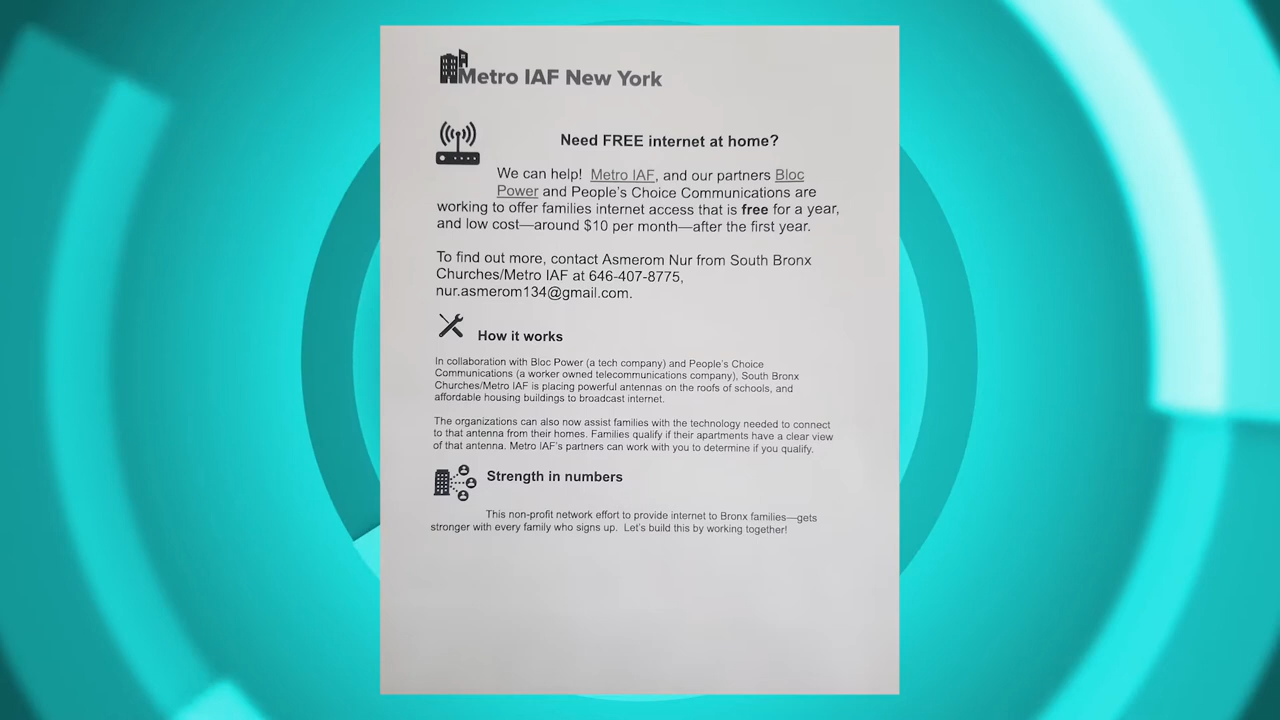 Metro IAF New York
Need FREE internet at home?
We can help!  Metro IAF, and our partners Bloc
Power and People's Choice Communications are
working to offer families internet access that is free for a year,
and low cost—around $10 per month—after the first year.
To find out more, contact Asmerom Nur from South Bronx
Churches/Metro IAF at 646-407-8775,
nur.asmerom134@gmail.com.
How it works
In collaboration with Bloc Power (a tech company) and People's Choice
Communications (a worker owned telecommunications company), South Bronx
Churches/Metro IAF is placing powerful antennas on the roofs of schools, and
affordable housing buildings to broadcast internet.
The organizations can also now assist families with the technology needed to connect
to that antenna from their homes. Families qualify if their apartments have a clear view
of that antenna. Metro IAF's partners can work with you to determine if you qualify.
Strength in numbers
This non-profit network effort to provide internet to Bronx families—gets
stronger with every family who signs up.  Let's build this by working together!